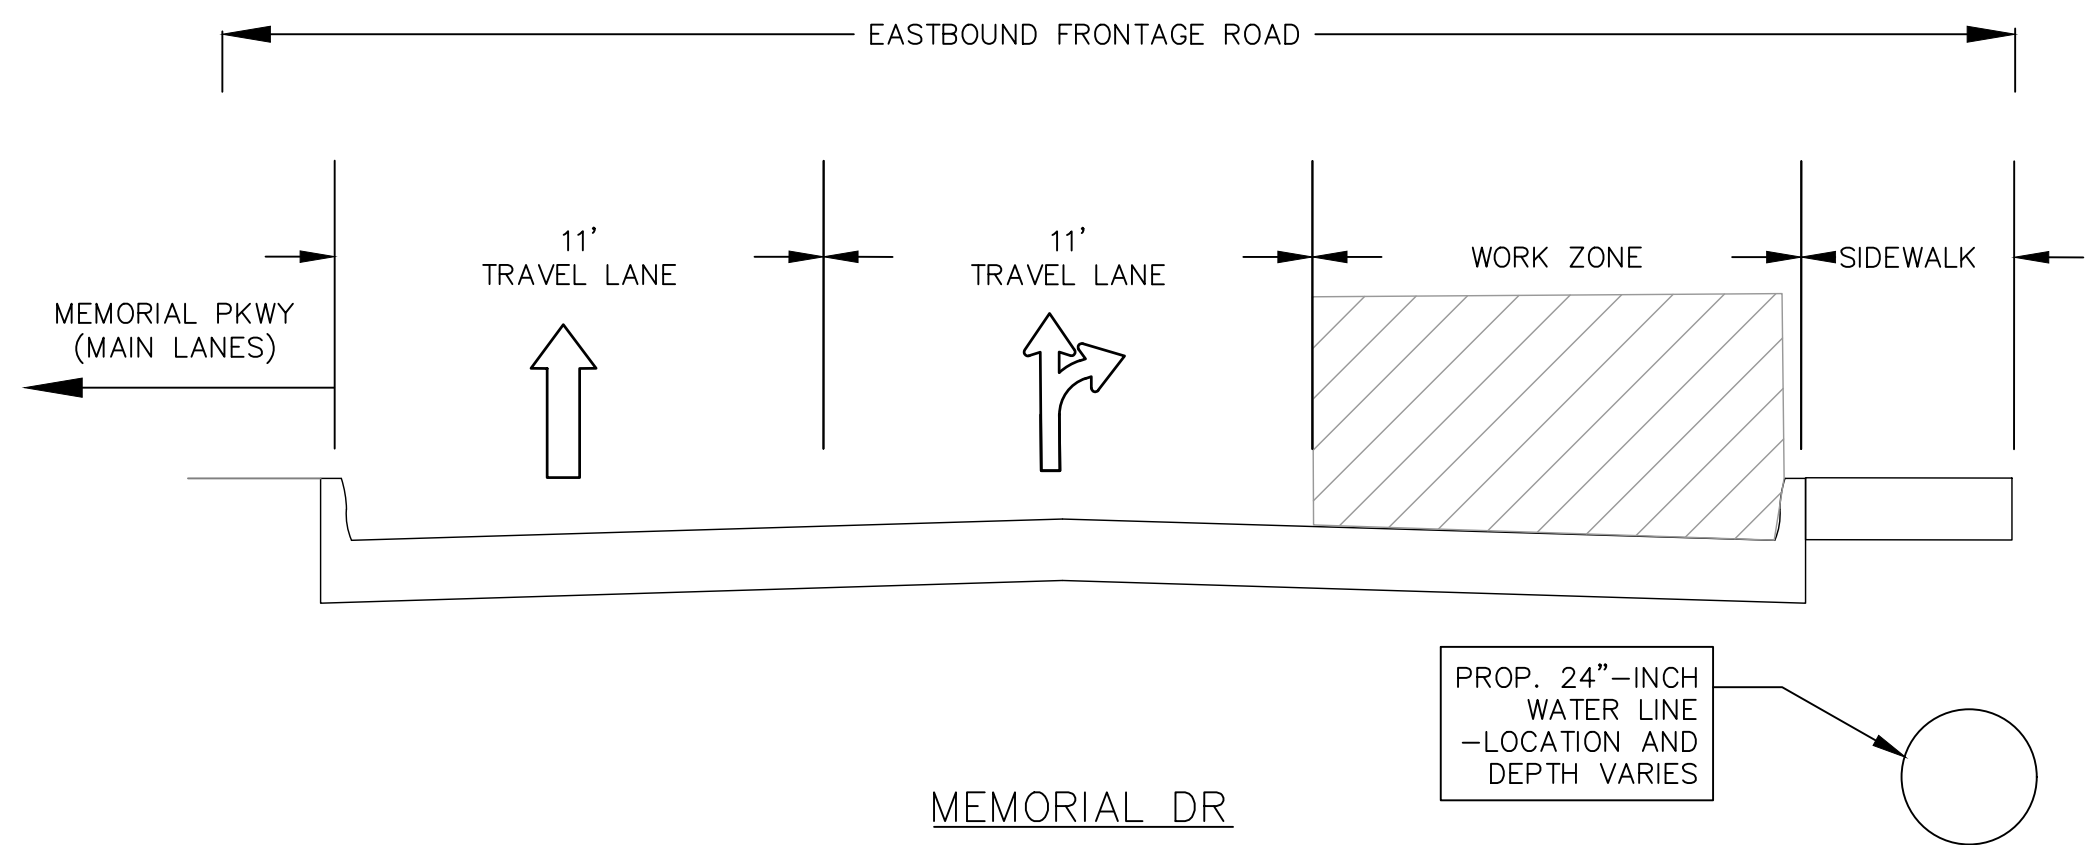 EASTBOUND FRONTAGE ROAD
11'
TRAVEL LANE
11'
TRAVEL LANE
WORK ZONE
SIDEWALK
MEMORIAL PKWY
(MAIN LANES)
PROP. 24"-INCH
WATER LINE
-LOCATION AND
DEPTH VARIES
MEMORIAL DR